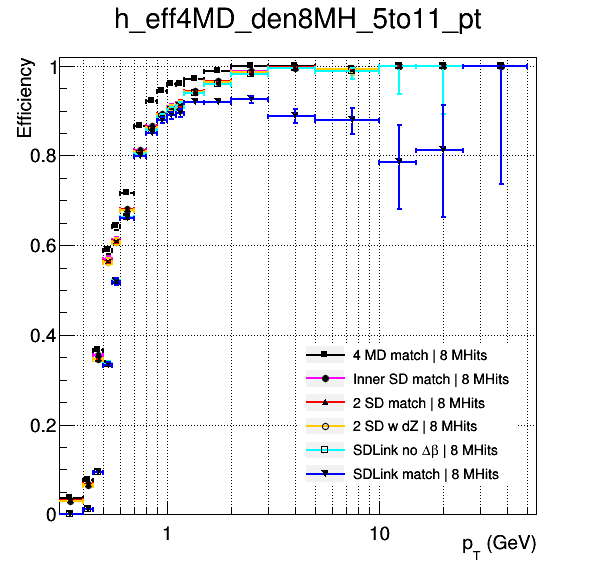 h_eff4MD_den8MH_5to11_pt
Efficiency
1
0.8
0.6
0.4
0.2
0
4 MD match | 8 MHits
Inner SD match | 8 MHits
2 SD match | 8 MHits
2 SD w dZ | 8 MHits
SDLink no Δβ | 8 MHits
SDLink match | 8 MHits
1 10
p_T (GeV)